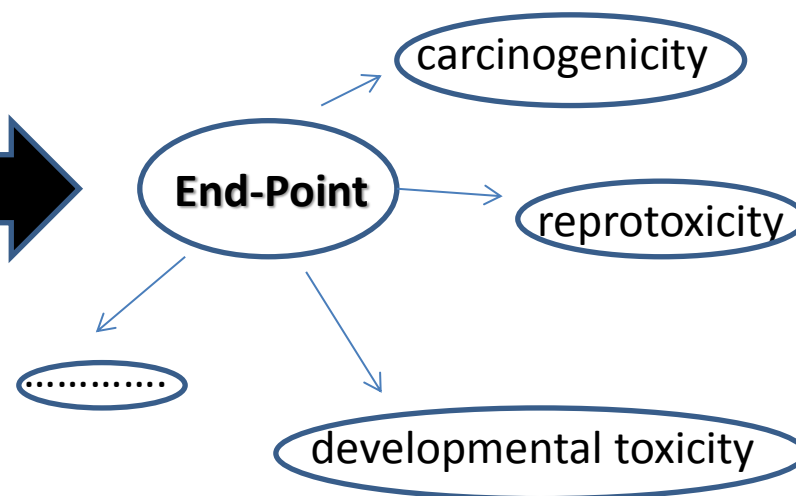 carcinogenicity
End-Point
reprotoxicity
…………..
developmental toxicity